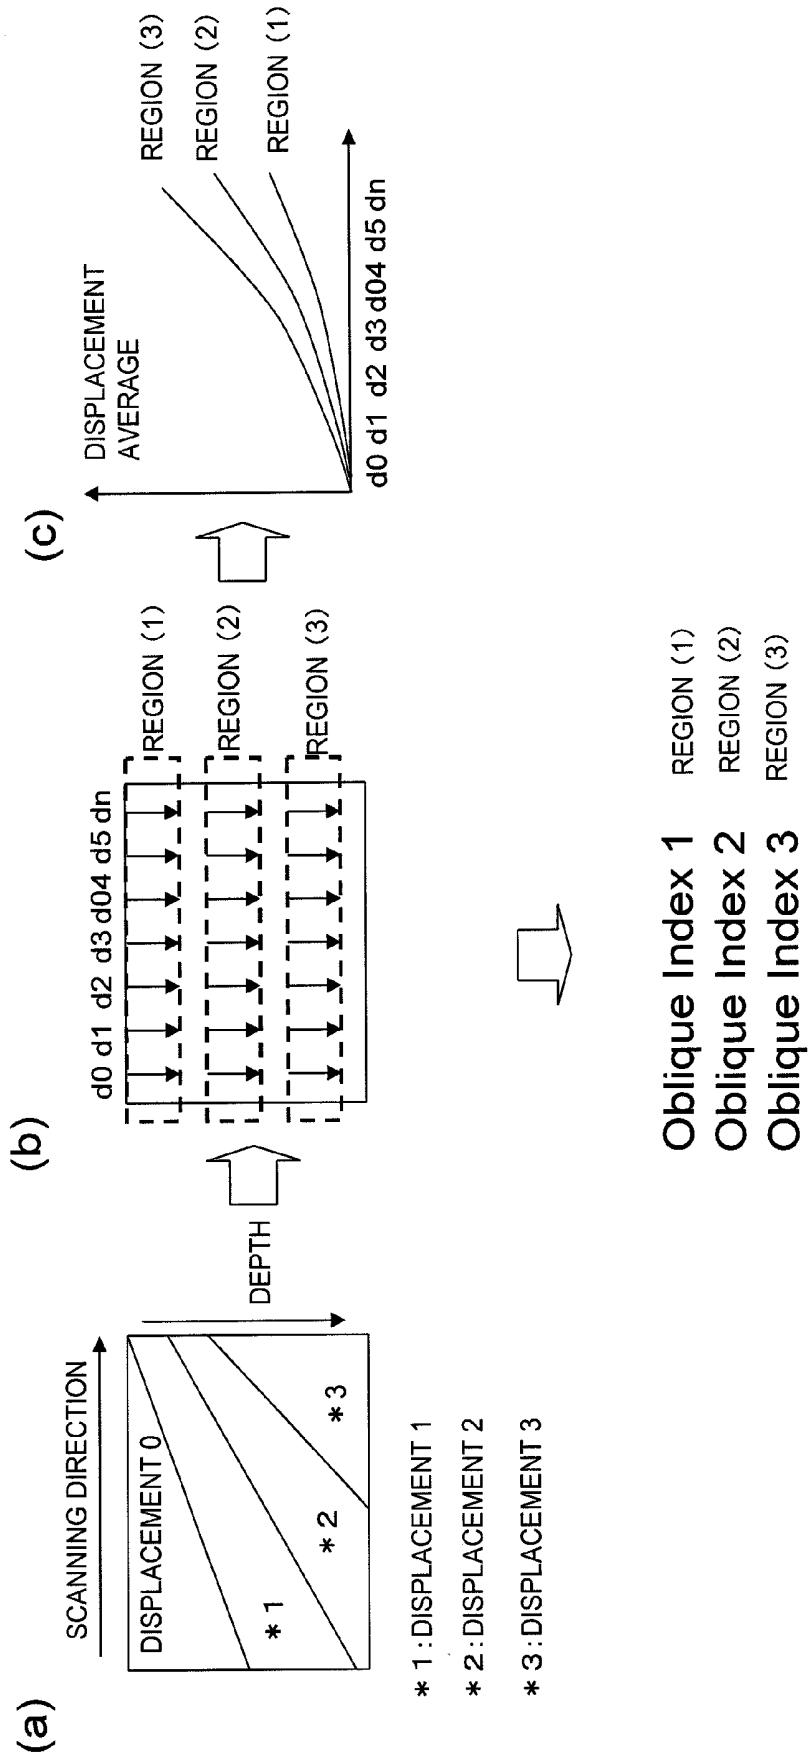 (a)
SCANNING DIRECTION
DISPLACEMENT 0
*1
*2
*3
DEPTH
*1:DISPLACEMENT 1
*2:DISPLACEMENT 2
*3:DISPLACEMENT 3
(b)
d0 d1 d2 d3 d04 d5 dn
REGION (1)
REGION (2)
REGION (3)
(c)
DISPLACEMENT
AVERAGE
REGION (3)
REGION (2)
REGION (1)
d0 d1 d2 d3 d04 d5 dn
Oblique Index 1 REGION (1)
Oblique Index 2 REGION (2)
Oblique Index 3 REGION (3)